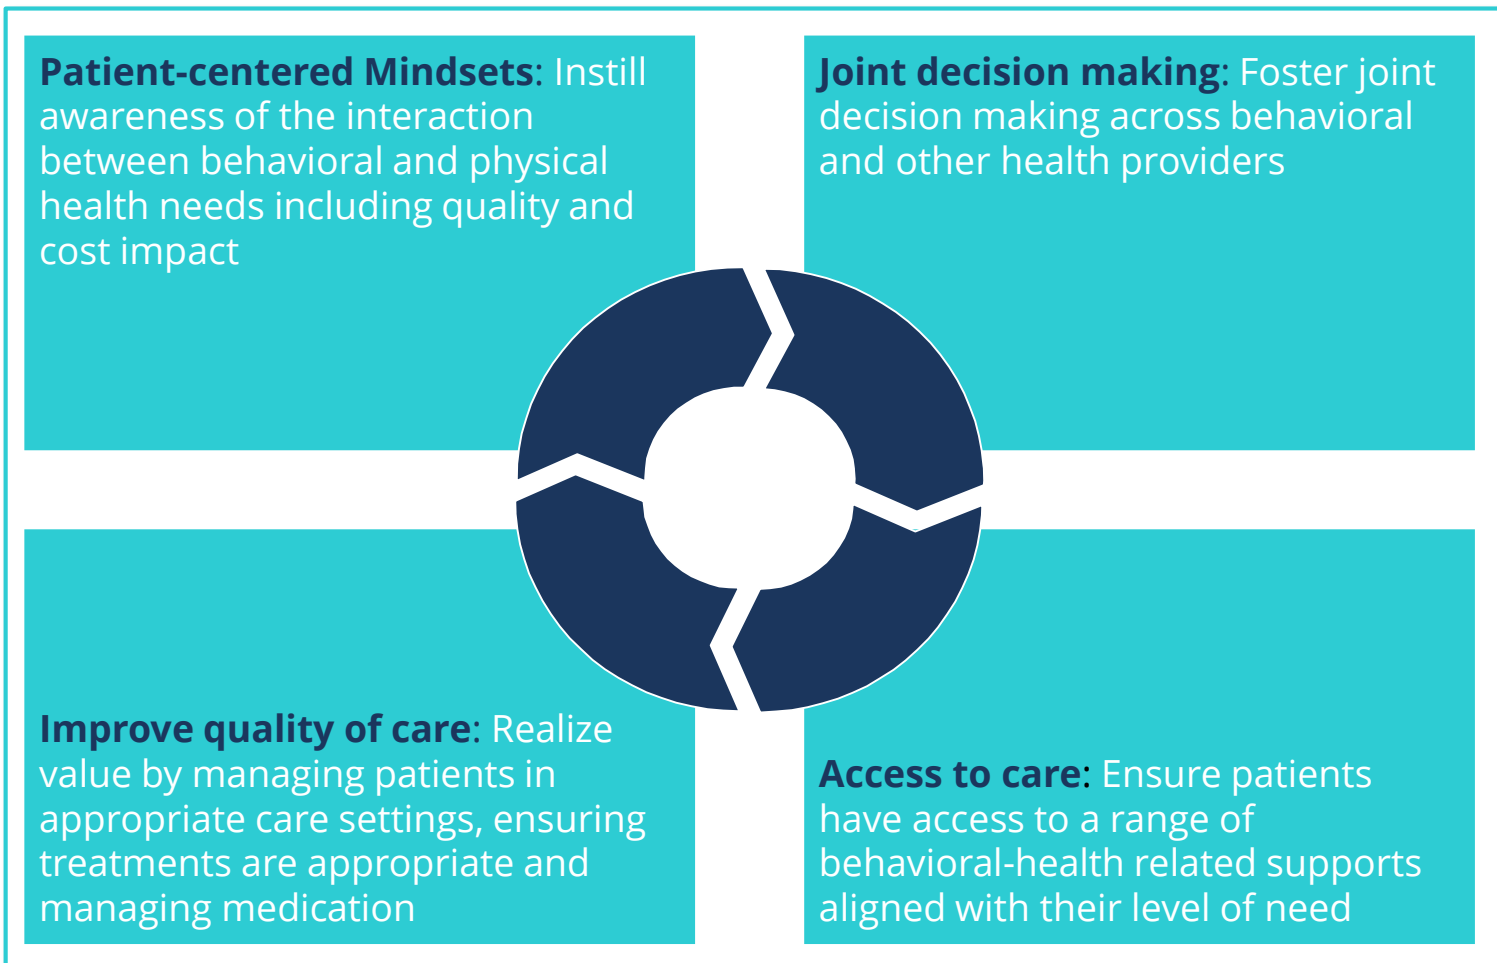 Patient-centered Mindsets: Instill
awareness of the interaction
between behavioral and physical
health needs including quality and
cost impact
Joint decision making: Foster joint
decision making across behavioral
and other health providers
Improve quality of care: Realize
value by managing patients in
appropriate care settings, ensuring
treatments are appropriate and
managing medication
Access to care: Ensure patients
have access to a range of
behavioral-health related supports
aligned with their level of need